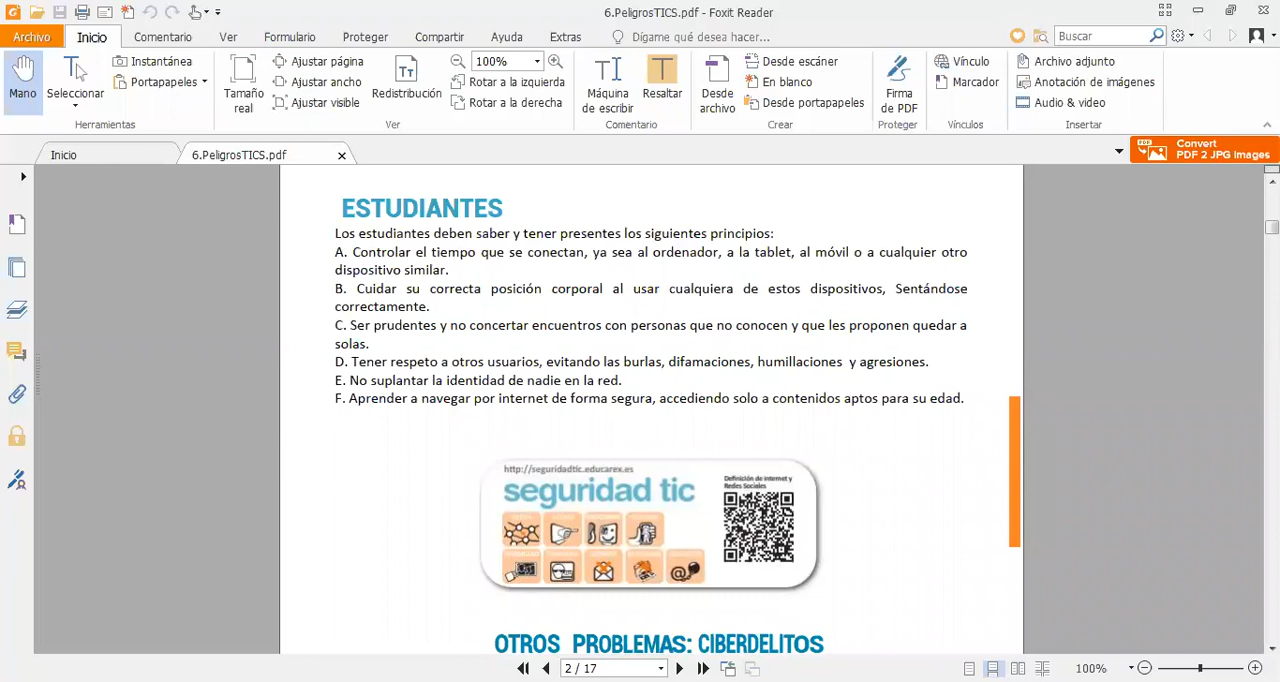 6.PeligrosTICS.pdf - Foxit Reader
Archivo Inicio Comentario Ver Formulario Proteger Compartir Ayuda Extras Dígame qué desea hacer... Buscar
Mano
Seleccionar
Instantánea
Portapapeles
Herramientas
Tamaño real
Ajustar página
Ajustar ancho
Ajustar visible
Redistribución
100%
Rotar a la izquierda
Rotar a la derecha
Ver
Máquina de escribir
Resaltar
Comentario
Desde archivo
Desde escáner
En blanco
Desde portapapeles
Crear
Firma de PDF
Proteger
Vínculo
Marcador
Vínculos
Archivo adjunto
Anotación de imágenes
Audio & video
Insertar
Inicio
6.PeligrosTICS.pdf
Convert
PDF 2 JPG Images
ESTUDIANTES
Los estudiantes deben saber y tener presentes los siguientes principios:
A. Controlar el tiempo que se conectan, ya sea al ordenador, a la tablet, al móvil o a cualquier otro
dispositivo similar.
B. Cuidar su correcta posición corporal al usar cualquiera de estos dispositivos, Sentándose
correctamente.
C. Ser prudentes y no concertar encuentros con personas que no conocen y que les proponen quedar a
solas.
D. Tener respeto a otros usuarios, evitando las burlas, difamaciones, humillaciones y agresiones.
E. No suplantar la identidad de nadie en la red.
F. Aprender a navegar por internet de forma segura, accediendo solo a contenidos aptos para su edad.
http://seguridadtic.educarex.es
seguridad tic
Definición de internet y
Redes Sociales
OTROS PROBLEMAS: CIBERDELITOS
2 / 17
100%